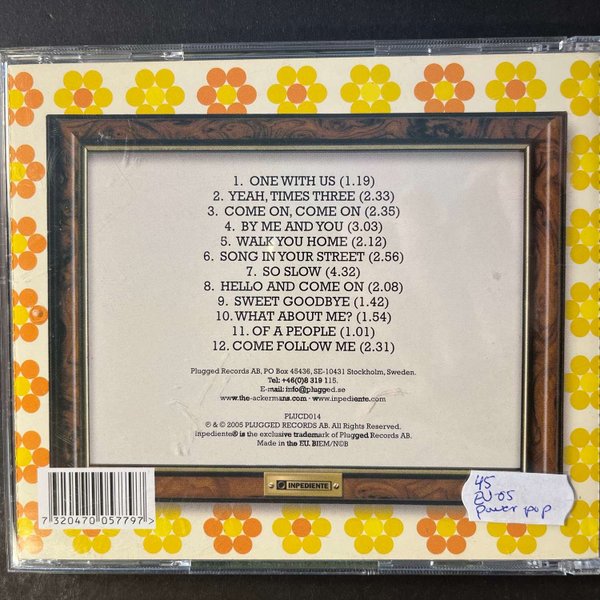 1. ONE WITH US (1.19)
2. YEAH, TIMES THREE (2.33)
3. COME ON, COME ON (2.35)
4. BY ME AND YOU (3.03)
5. WALK YOU HOME (2.12)
6. SONG IN YOUR STREET (2.56)
7. SO SLOW (4.32)
8. HELLO AND COME ON (2.08)
9. SWEET GOODBYE (1.42)
10. WHAT ABOUT ME? (1.54)
11. OF A PEOPLE (1.01)
12. COME FOLLOW ME (2.31)
Plugged Records AB, PO Box 45436, SE-10431 Stockholm, Sweden.
Tel: +46(0)8 319 115.
E-mail: info@plugged.se
www.the-ackermans.com · www.inpediente.com
PLUCD014
℗ & © 2005 PLUGGED RECORDS AB. All Rights Reserved.
Inpediente® is the exclusive trademark of Plugged Records AB.
Made in the EU. BIEM/NCB
INPEDIENTE
7 320470 057797 >
45
EU-05
power pop